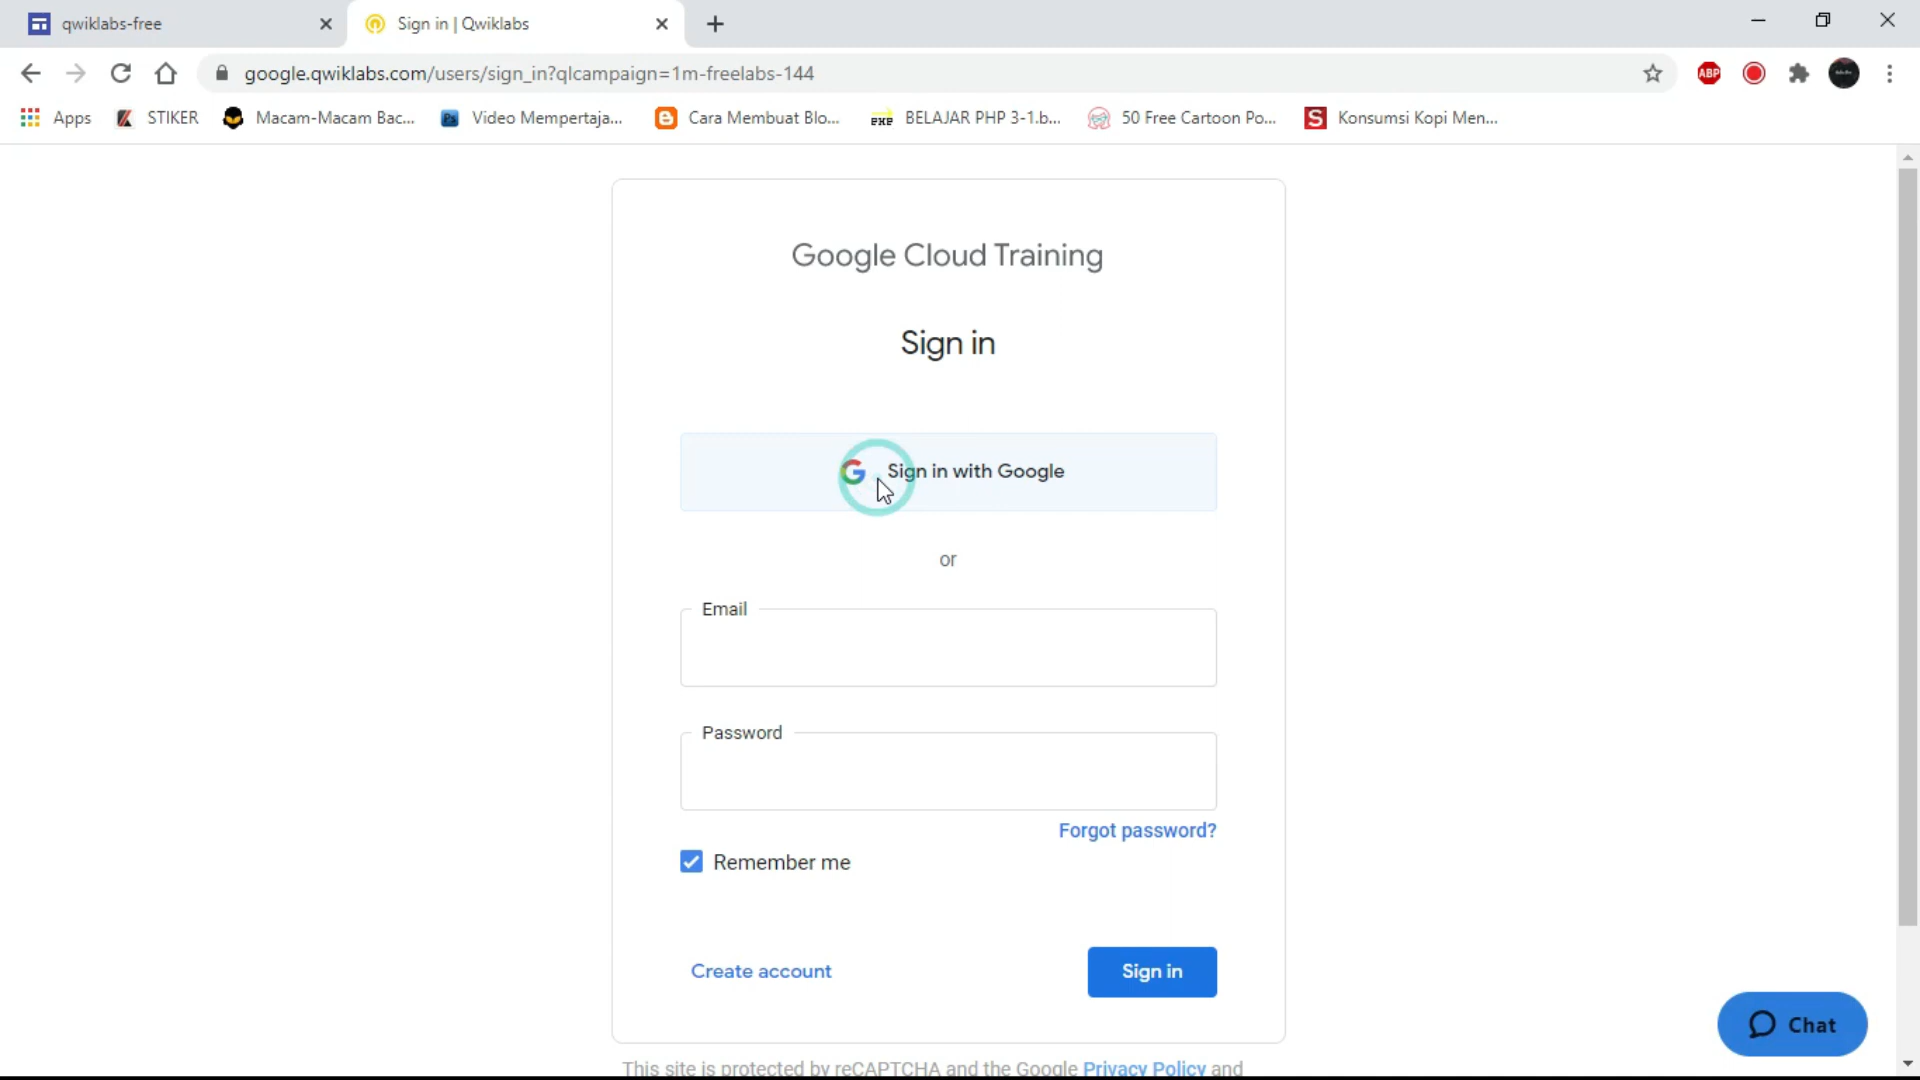 qwiklabs-free
Sign in | Qwiklabs
google.qwiklabs.com/users/sign_in?qlcampaign=1m-freelabs-144
ABP
Apps
STIKER
Macam-Macam Bac...
Ps
Video Mempertaja...
Cara Membuat Blo...
BELAJAR PHP 3-1.b...
50 Free Cartoon Po...
S
Konsumsi Kopi Men...
Google Cloud Training
Sign in
G
Sign in with Google
or
Email
Password
Forgot password?
Remember me
Create account
Sign in
Chat
This site is protected by reCAPTCHA and the Google Privacy Policy and